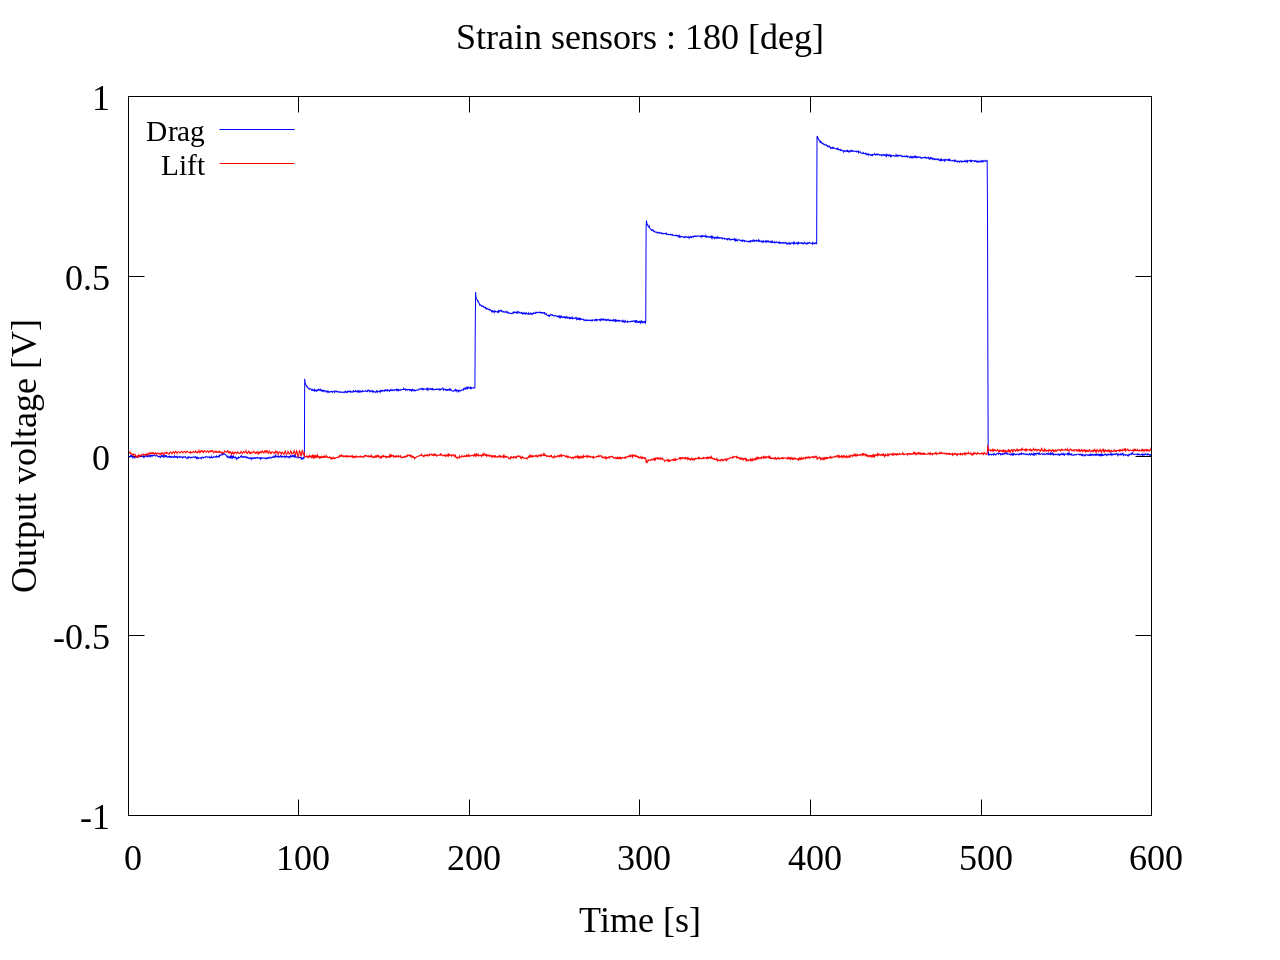 Strain sensors : 180 [deg]
1
0.5
0
-0.5
-1
Drag
Lift
Output voltage [V]
0 100 200 300 400 500 600
Time [s]